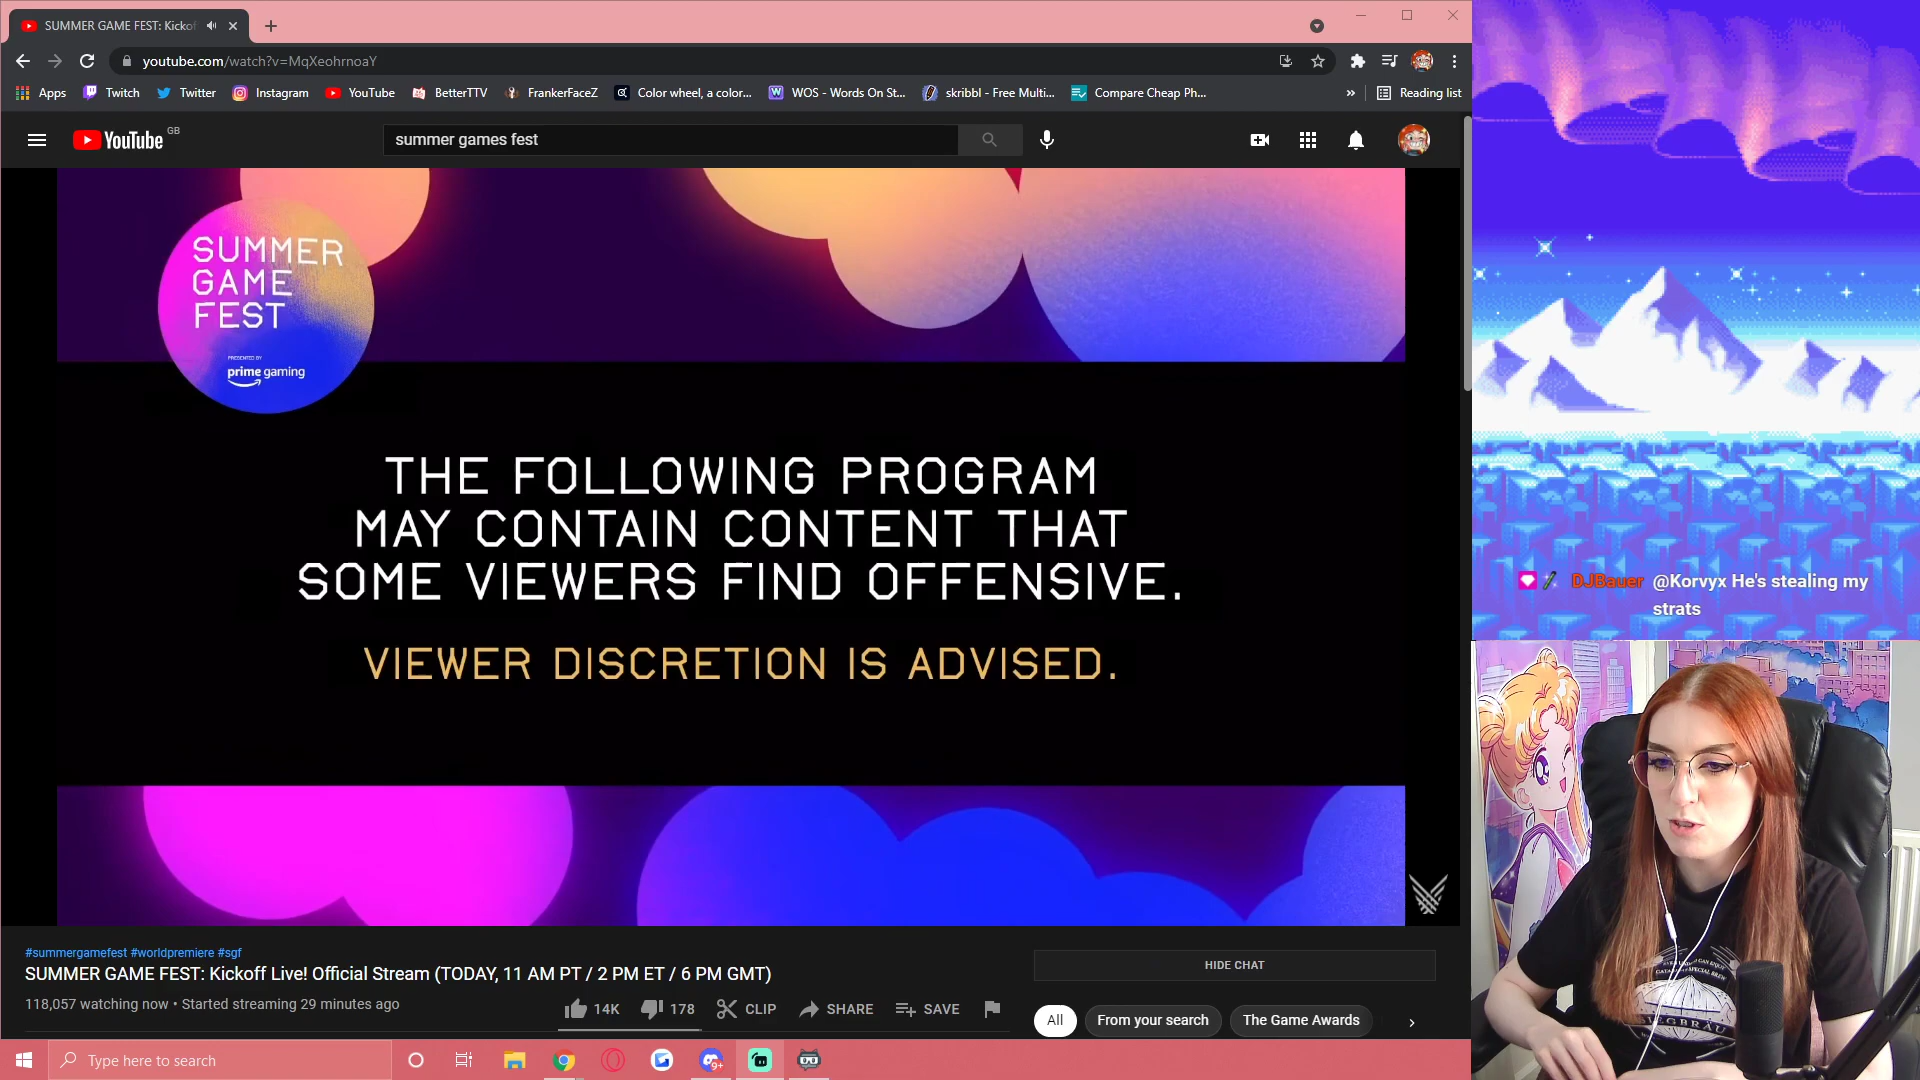 SUMMER GAME FEST: Kickof
youtube.com/watch?v=MqXeohrnoaY
Apps
Twitch
Twitter
Instagram
YouTube
BetterTTV
FrankerFaceZ
Color wheel, a color...
WOS - Words On St...
skribbl - Free Multi...
Compare Cheap Ph...
»
Reading list
YouTube GB
summer games fest
SUMMER
GAME
FEST
PRESENTED BY
prime gaming
THE FOLLOWING PROGRAM
MAY CONTAIN CONTENT THAT
SOME VIEWERS FIND OFFENSIVE.
VIEWER DISCRETION IS ADVISED.
DJBauer @Korvyx He's stealing my
strats
#summergamefest #worldpremiere #sgf
SUMMER GAME FEST: Kickoff Live! Official Stream (TODAY, 11 AM PT / 2 PM ET / 6 PM GMT)
118,057 watching now • Started streaming 29 minutes ago
14K
178
CLIP
SHARE
SAVE
HIDE CHAT
All
From your search
The Game Awards
Type here to search
9+